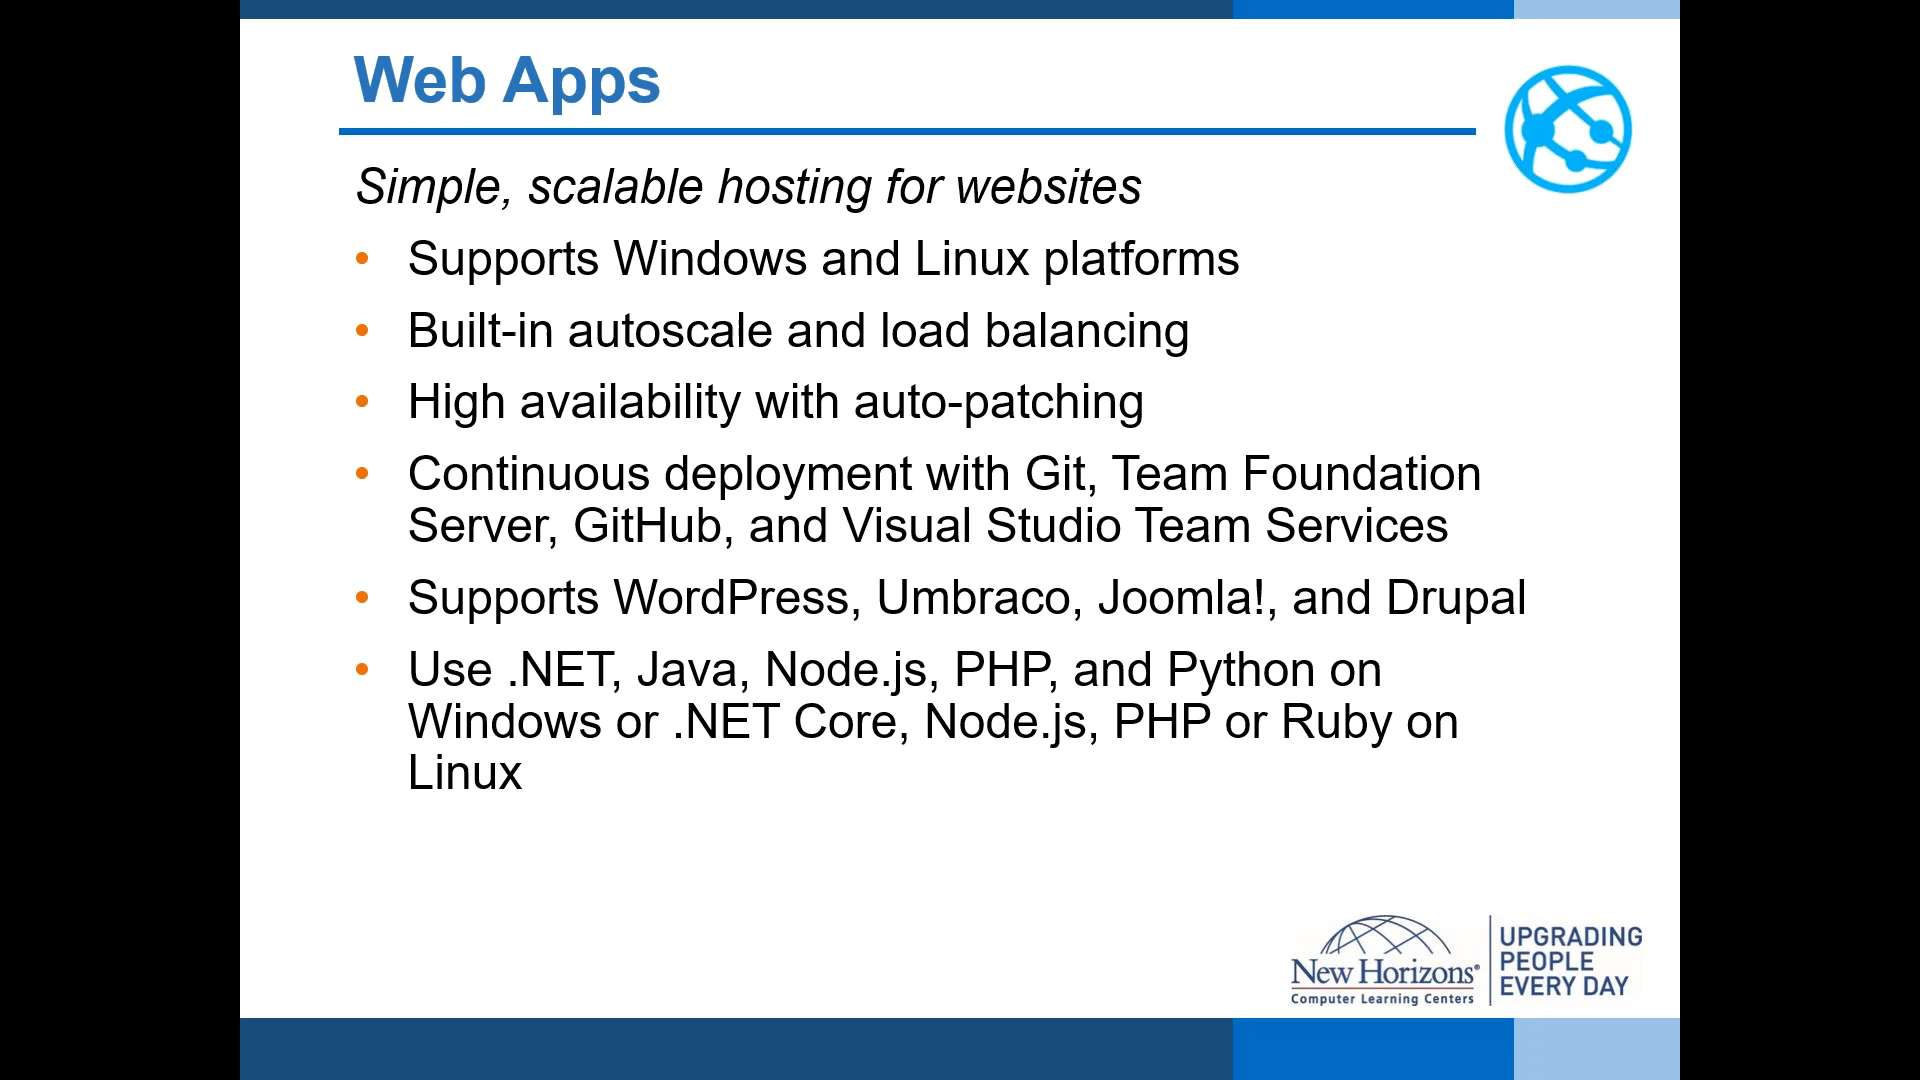 Web Apps
Simple, scalable hosting for websites
• Supports Windows and Linux platforms
• Built-in autoscale and load balancing
• High availability with auto-patching
• Continuous deployment with Git, Team Foundation
Server, GitHub, and Visual Studio Team Services
• Supports WordPress, Umbraco, Joomla!, and Drupal
• Use .NET, Java, Node.js, PHP, and Python on
Windows or .NET Core, Node.js, PHP or Ruby on
Linux
New Horizons®
Computer Learning Centers
UPGRADING
PEOPLE
EVERY DAY